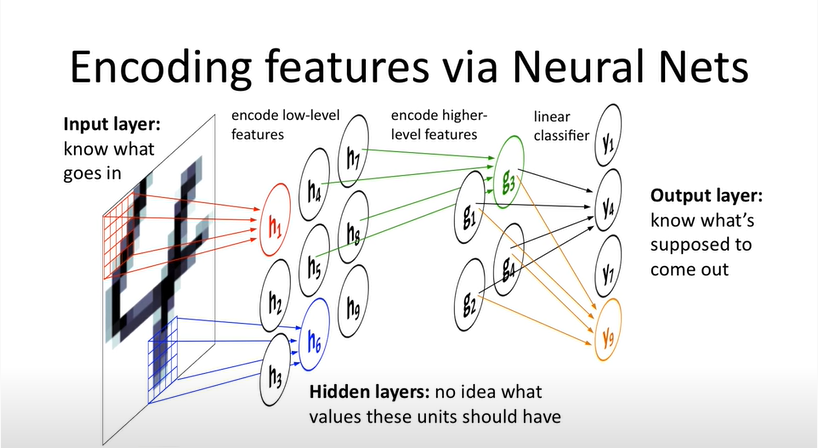 Encoding features via Neural Nets
Input layer:
know what
goes in
encode low-level
features
encode higher-
level features
linear
classifier
h1
h2
h3
h4
h5
h6
h7
h8
h9
g1
g2
g3
g4
y1
y4
y7
y9
Output layer:
know what's
supposed to
come out
Hidden layers: no idea what
values these units should have